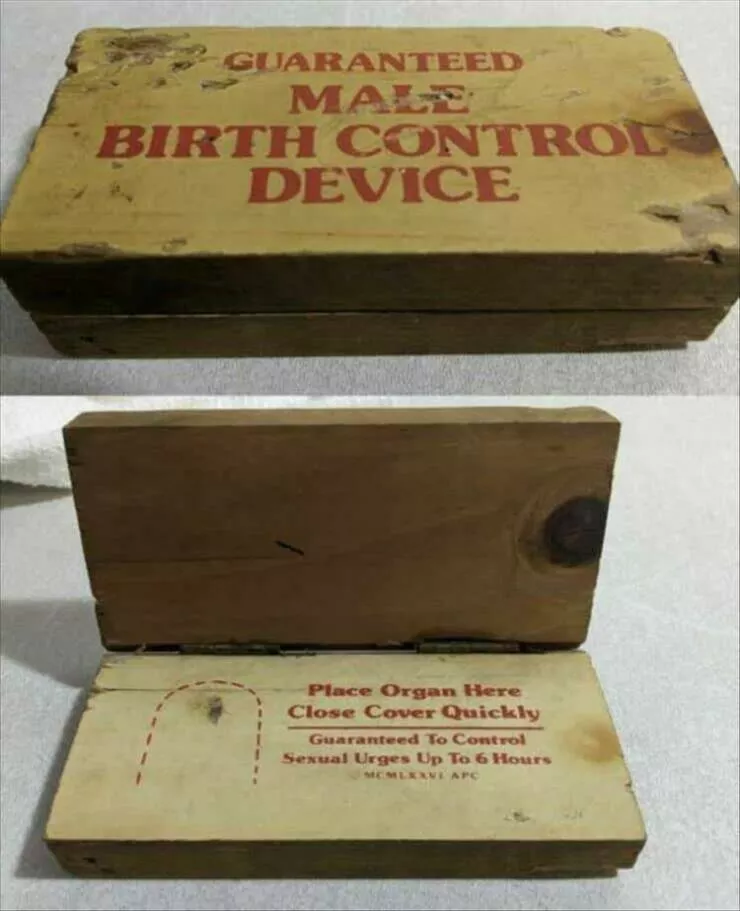 GUARANTEED
MALE
BIRTH CONTROL
DEVICE
Place Organ Here
Close Cover Quickly
Guaranteed To Control
Sexual Urges Up To 6 Hours
© MCMLXXVI APC